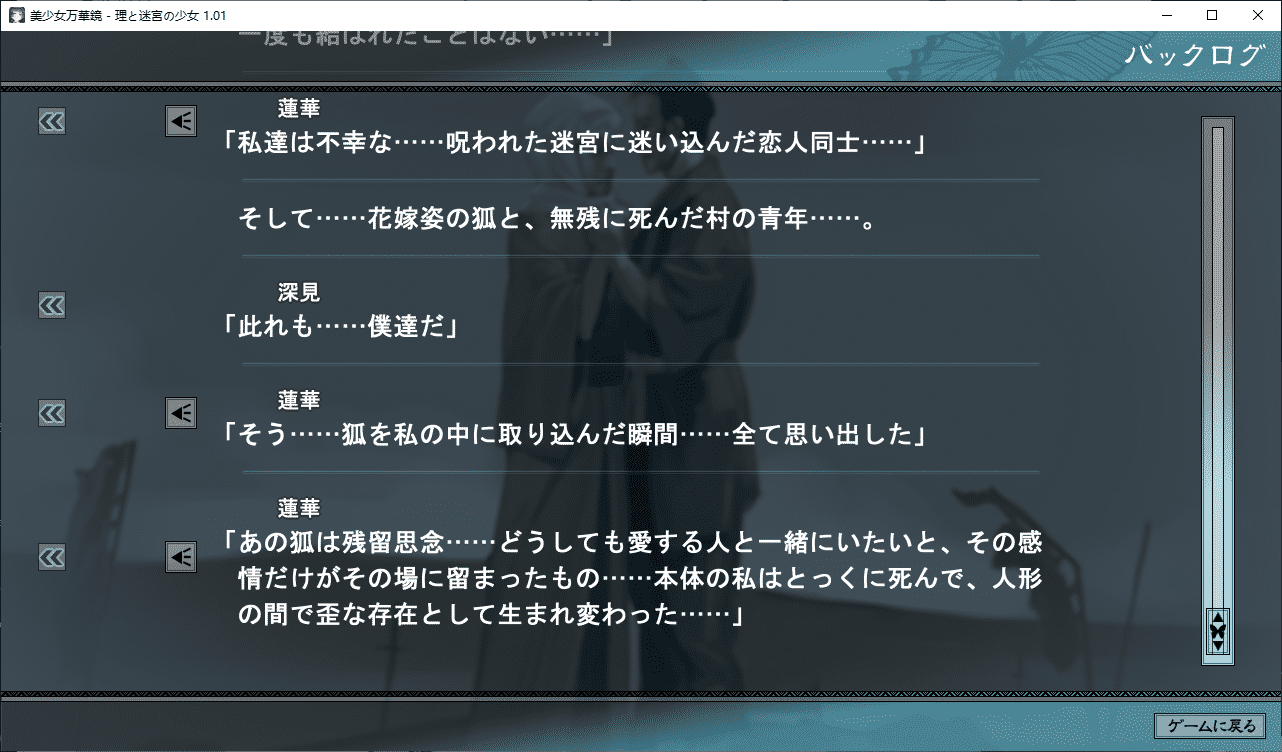 美少女万華鏡 - 理と迷宮の少女 1.01
一度も結ばれたことはない……」
バックログ
蓮華
「私達は不幸な……呪われた迷宮に迷い込んだ恋人同士……」
そして……花嫁姿の狐と、無残に死んだ村の青年……。
深見
「此れも……僕達だ」
蓮華
「そう……狐を私の中に取り込んだ瞬間……全て思い出した」
蓮華
「あの狐は残留思念……どうしても愛する人と一緒にいたいと、その感
情だけがその場に留まったもの……本体の私はとっくに死んで、人形
の間で歪な存在として生まれ変わった……」
ゲームに戻る